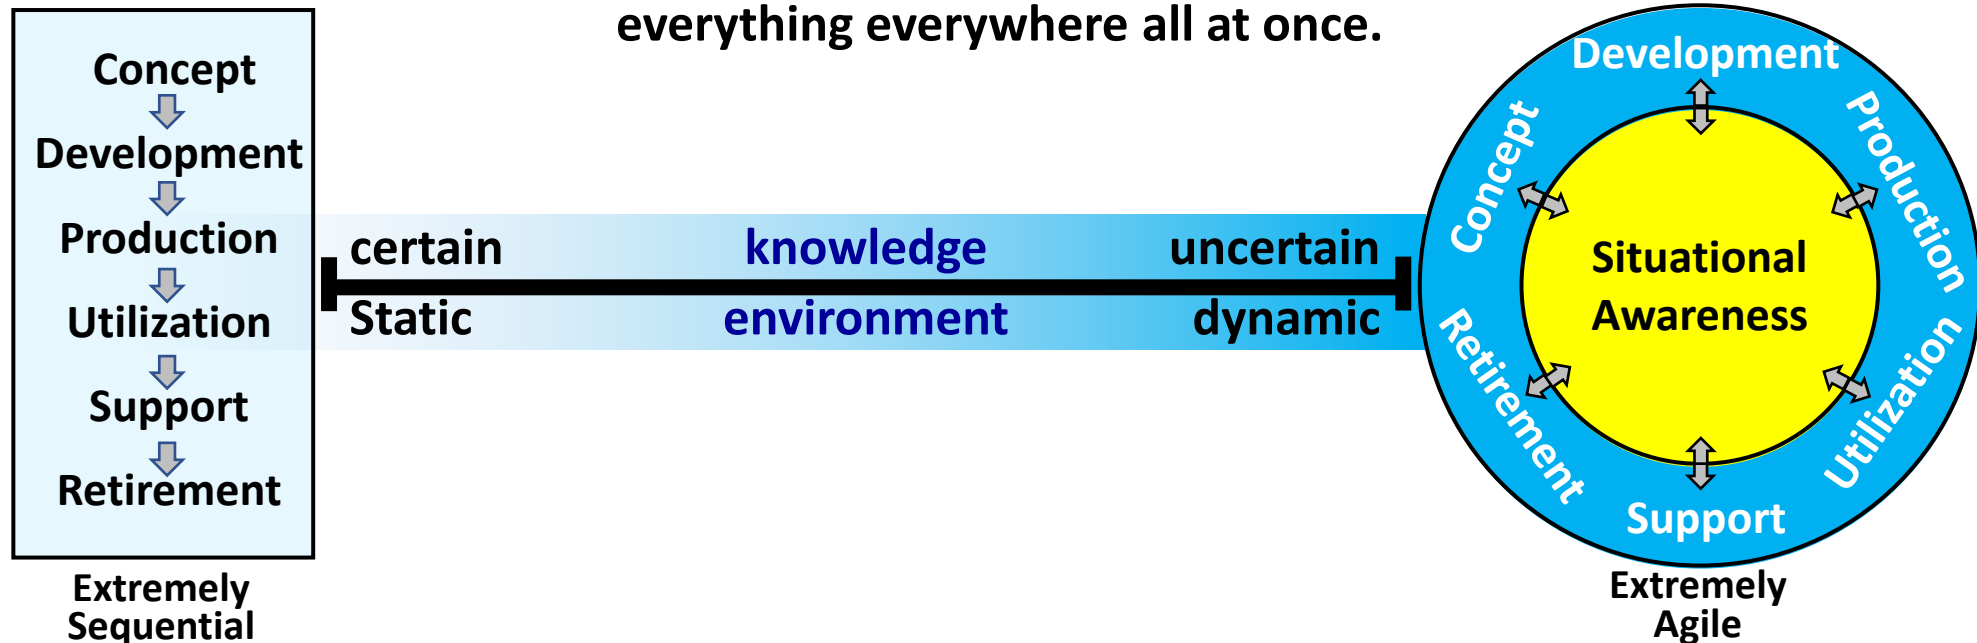 everything everywhere all at once.
Concept
Development
Production
Utilization
Support
Retirement
Extremely
Sequential
certain knowledge uncertain
Static environment dynamic
Development
Production
Utilization
Support
Retirement
Concept
Situational
Awareness
Extremely
Agile